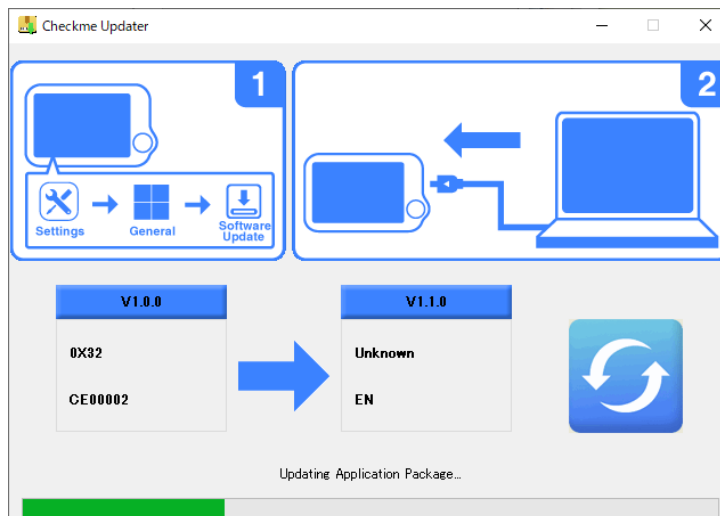 Checkme Updater
1
Settings
General
Software
Update
2
V1.0.0
0X32
CE00002
V1.1.0
Unknown
EN
Updating Application Package...